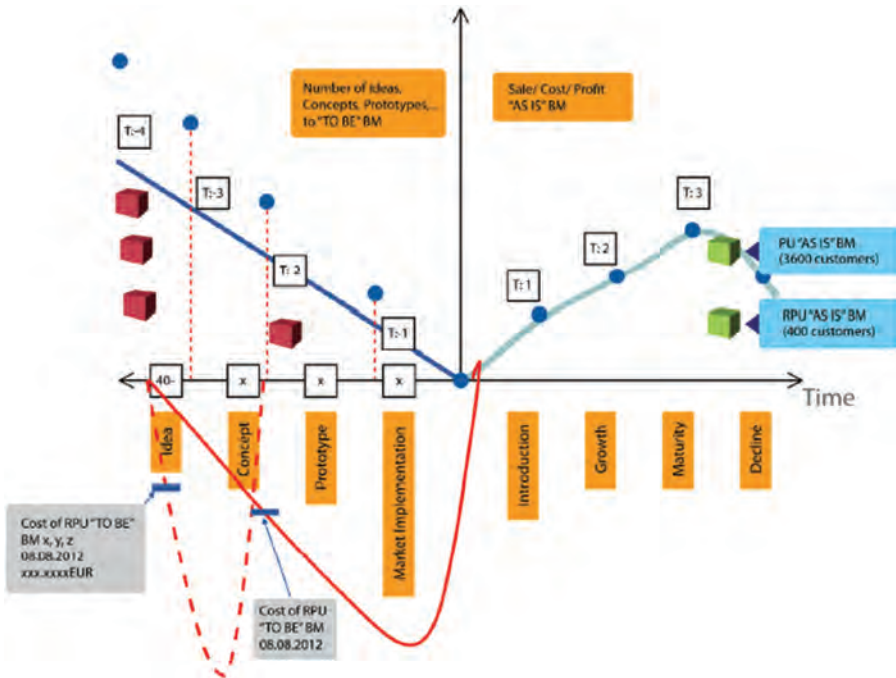 Number of ideas,
Concepts, Prototypes,...
to "TO BE" BM
Sale/ Cost/ Profit
"AS IS" BM
T:-4
T:-3
T: 2
T:-1
T: 1
T: 2
T: 3
PU "AS IS" BM
(3600 customers)
RPU "AS IS" BM
(400 customers)
40-
x
x
x
Time
Idea
Concept
Prototype
Market Implementation
Introduction
Growth
Maturity
Decline
Cost of RPU "TO BE"
BM x, y, z
08.08.2012
xxx.xxxxEUR
Cost of RPU
"TO BE" BM
08.08.2012